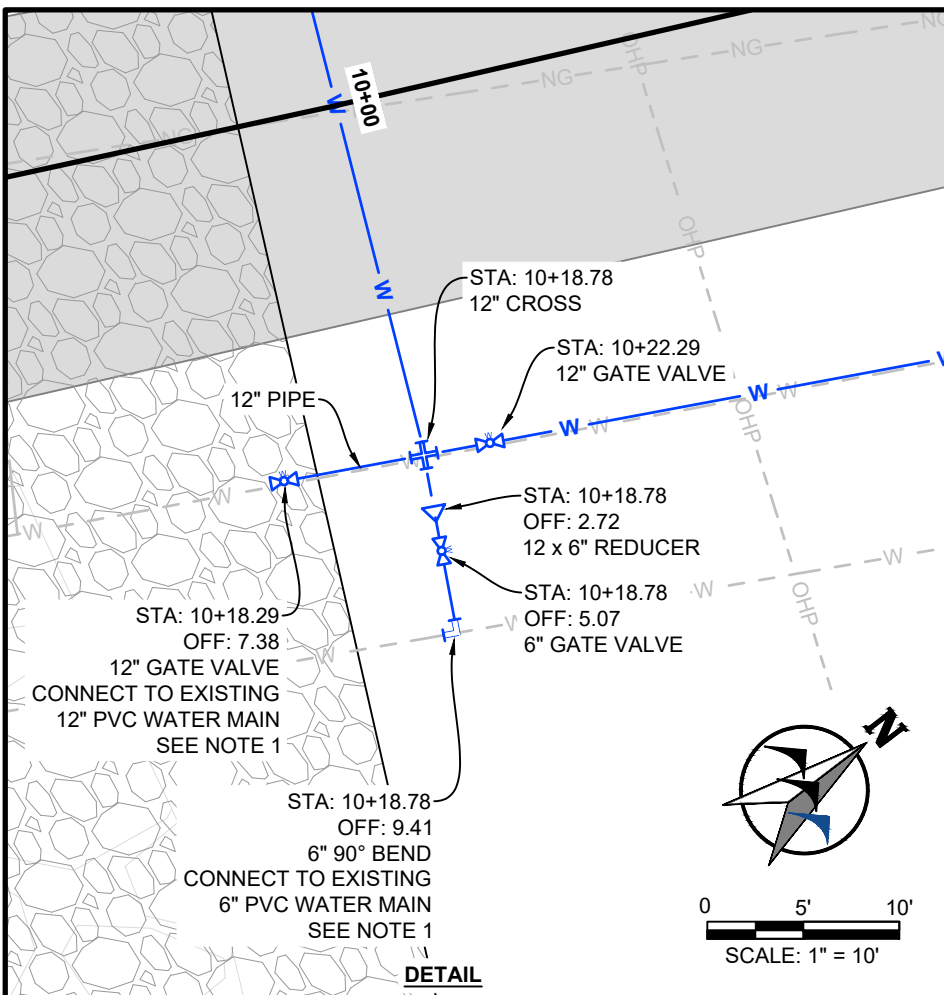 NG
NG
NG
NG
OHP
10+00
W
W
OHP
STA: 10+18.78
12" CROSS
STA: 10+22.29
12" GATE VALVE
12" PIPE
W
W
W
W
OHP
W
W
W
STA: 10+18.78
OFF: 2.72
12 x 6" REDUCER
W
W
W
OHP
STA: 10+18.78
OFF: 5.07
6" GATE VALVE
STA: 10+18.29
OFF: 7.38
12" GATE VALVE
CONNECT TO EXISTING
12" PVC WATER MAIN
SEE NOTE 1
W
W
STA: 10+18.78
OFF: 9.41
6" 90° BEND
CONNECT TO EXISTING
6" PVC WATER MAIN
SEE NOTE 1
N
0 5' 10'
SCALE: 1" = 10'
DETAIL